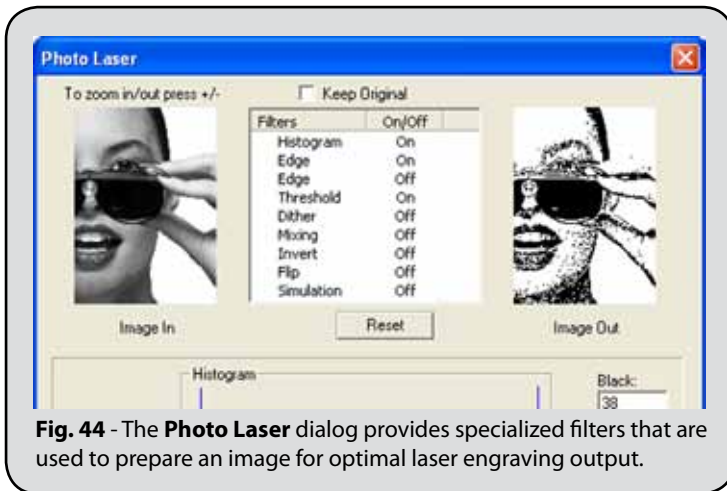 Photo Laser
To zoom in/out press +/-
Keep Original
Filters On/Off
Histogram On
Edge On
Edge Off
Threshold On
Dither Off
Mixing Off
Invert Off
Flip Off
Simulation Off
Image In
Reset
Image Out
Histogram
Black:
38
Fig. 44 - The Photo Laser dialog provides specialized filters that are
used to prepare an image for optimal laser engraving output.